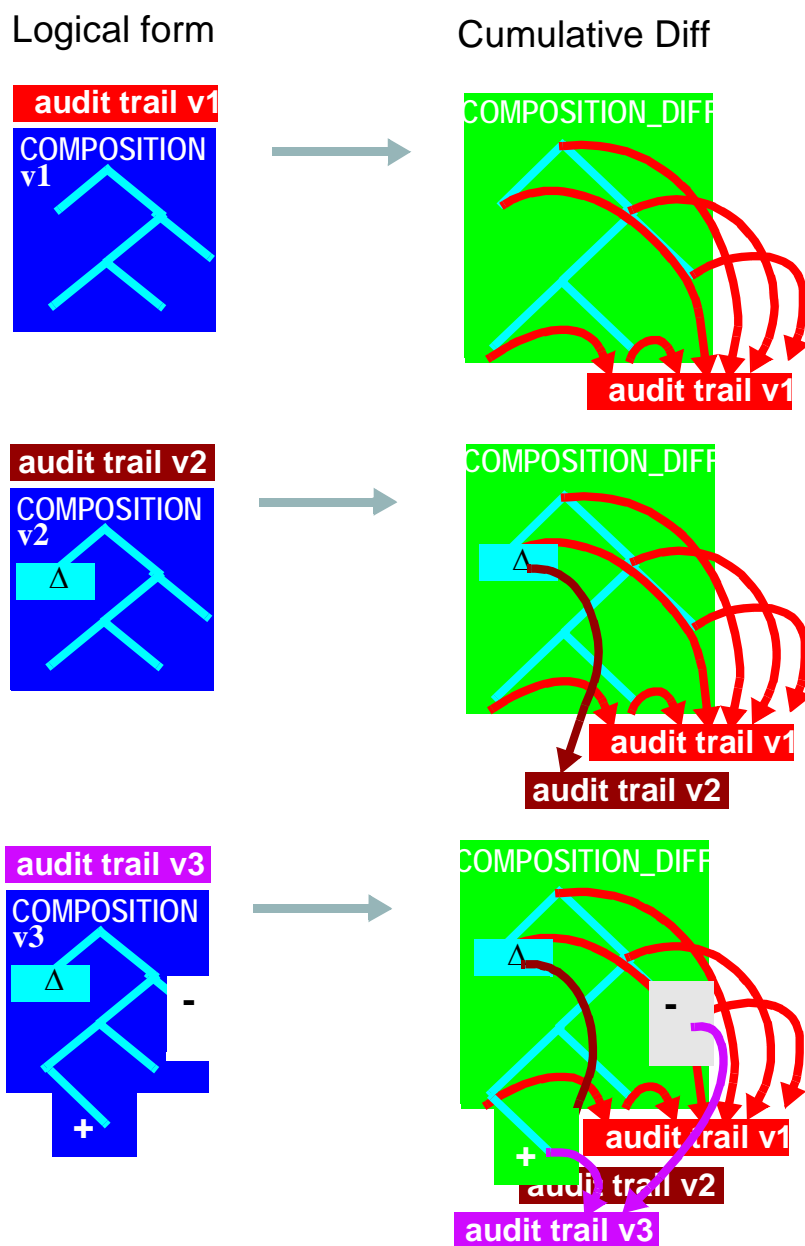 Logical form
Cumulative Diff
audit trail v1
COMPOSITION
v1
COMPOSITION_DIFF
audit trail v1
audit trail v2
COMPOSITION
v2
Δ
COMPOSITION_DIFF
Δ
audit trail v1
audit trail v2
audit trail v3
COMPOSITION
v3
Δ
-
+
COMPOSITION_DIFF
Δ
-
+
audit trail v1
audit trail v2
audit trail v3